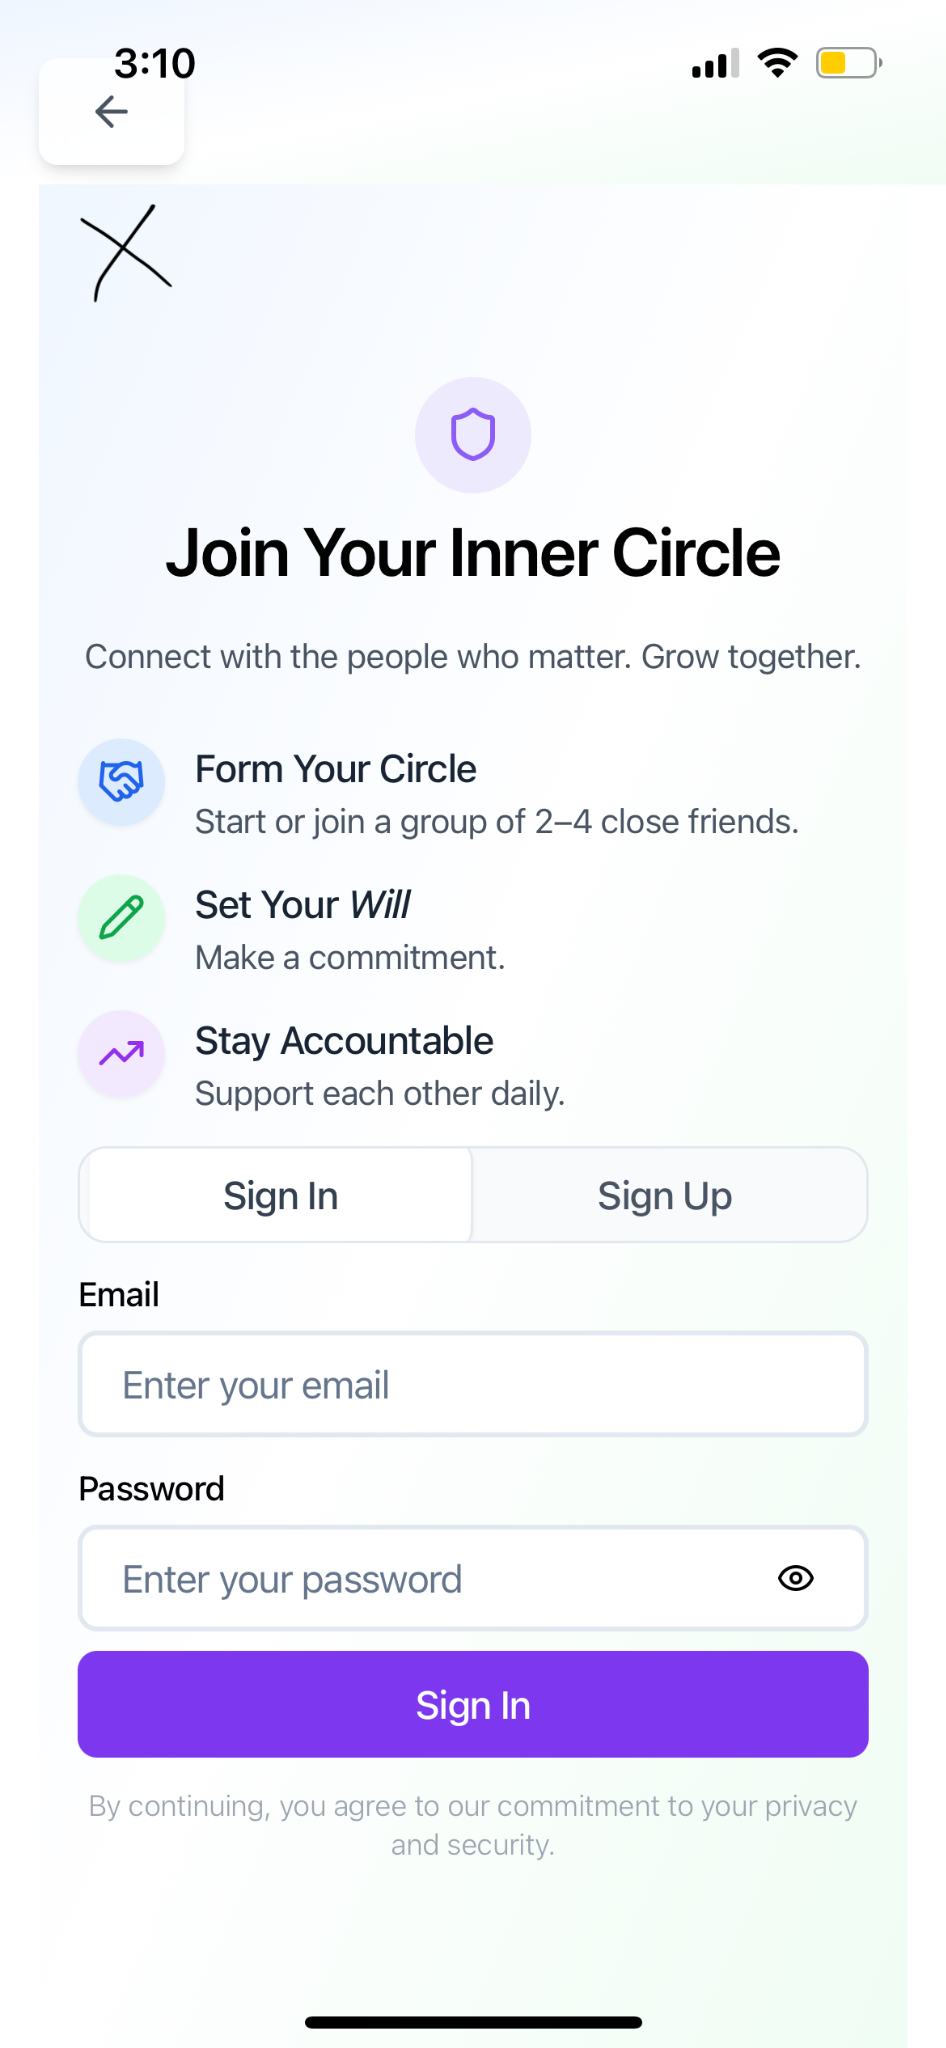 3:10
Join Your Inner Circle
Connect with the people who matter. Grow together.
Form Your Circle
Start or join a group of 2–4 close friends.
Set Your Will
Make a commitment.
Stay Accountable
Support each other daily.
Sign In Sign Up
Email
Enter your email
Password
Enter your password
Sign In
By continuing, you agree to our commitment to your privacy
and security.